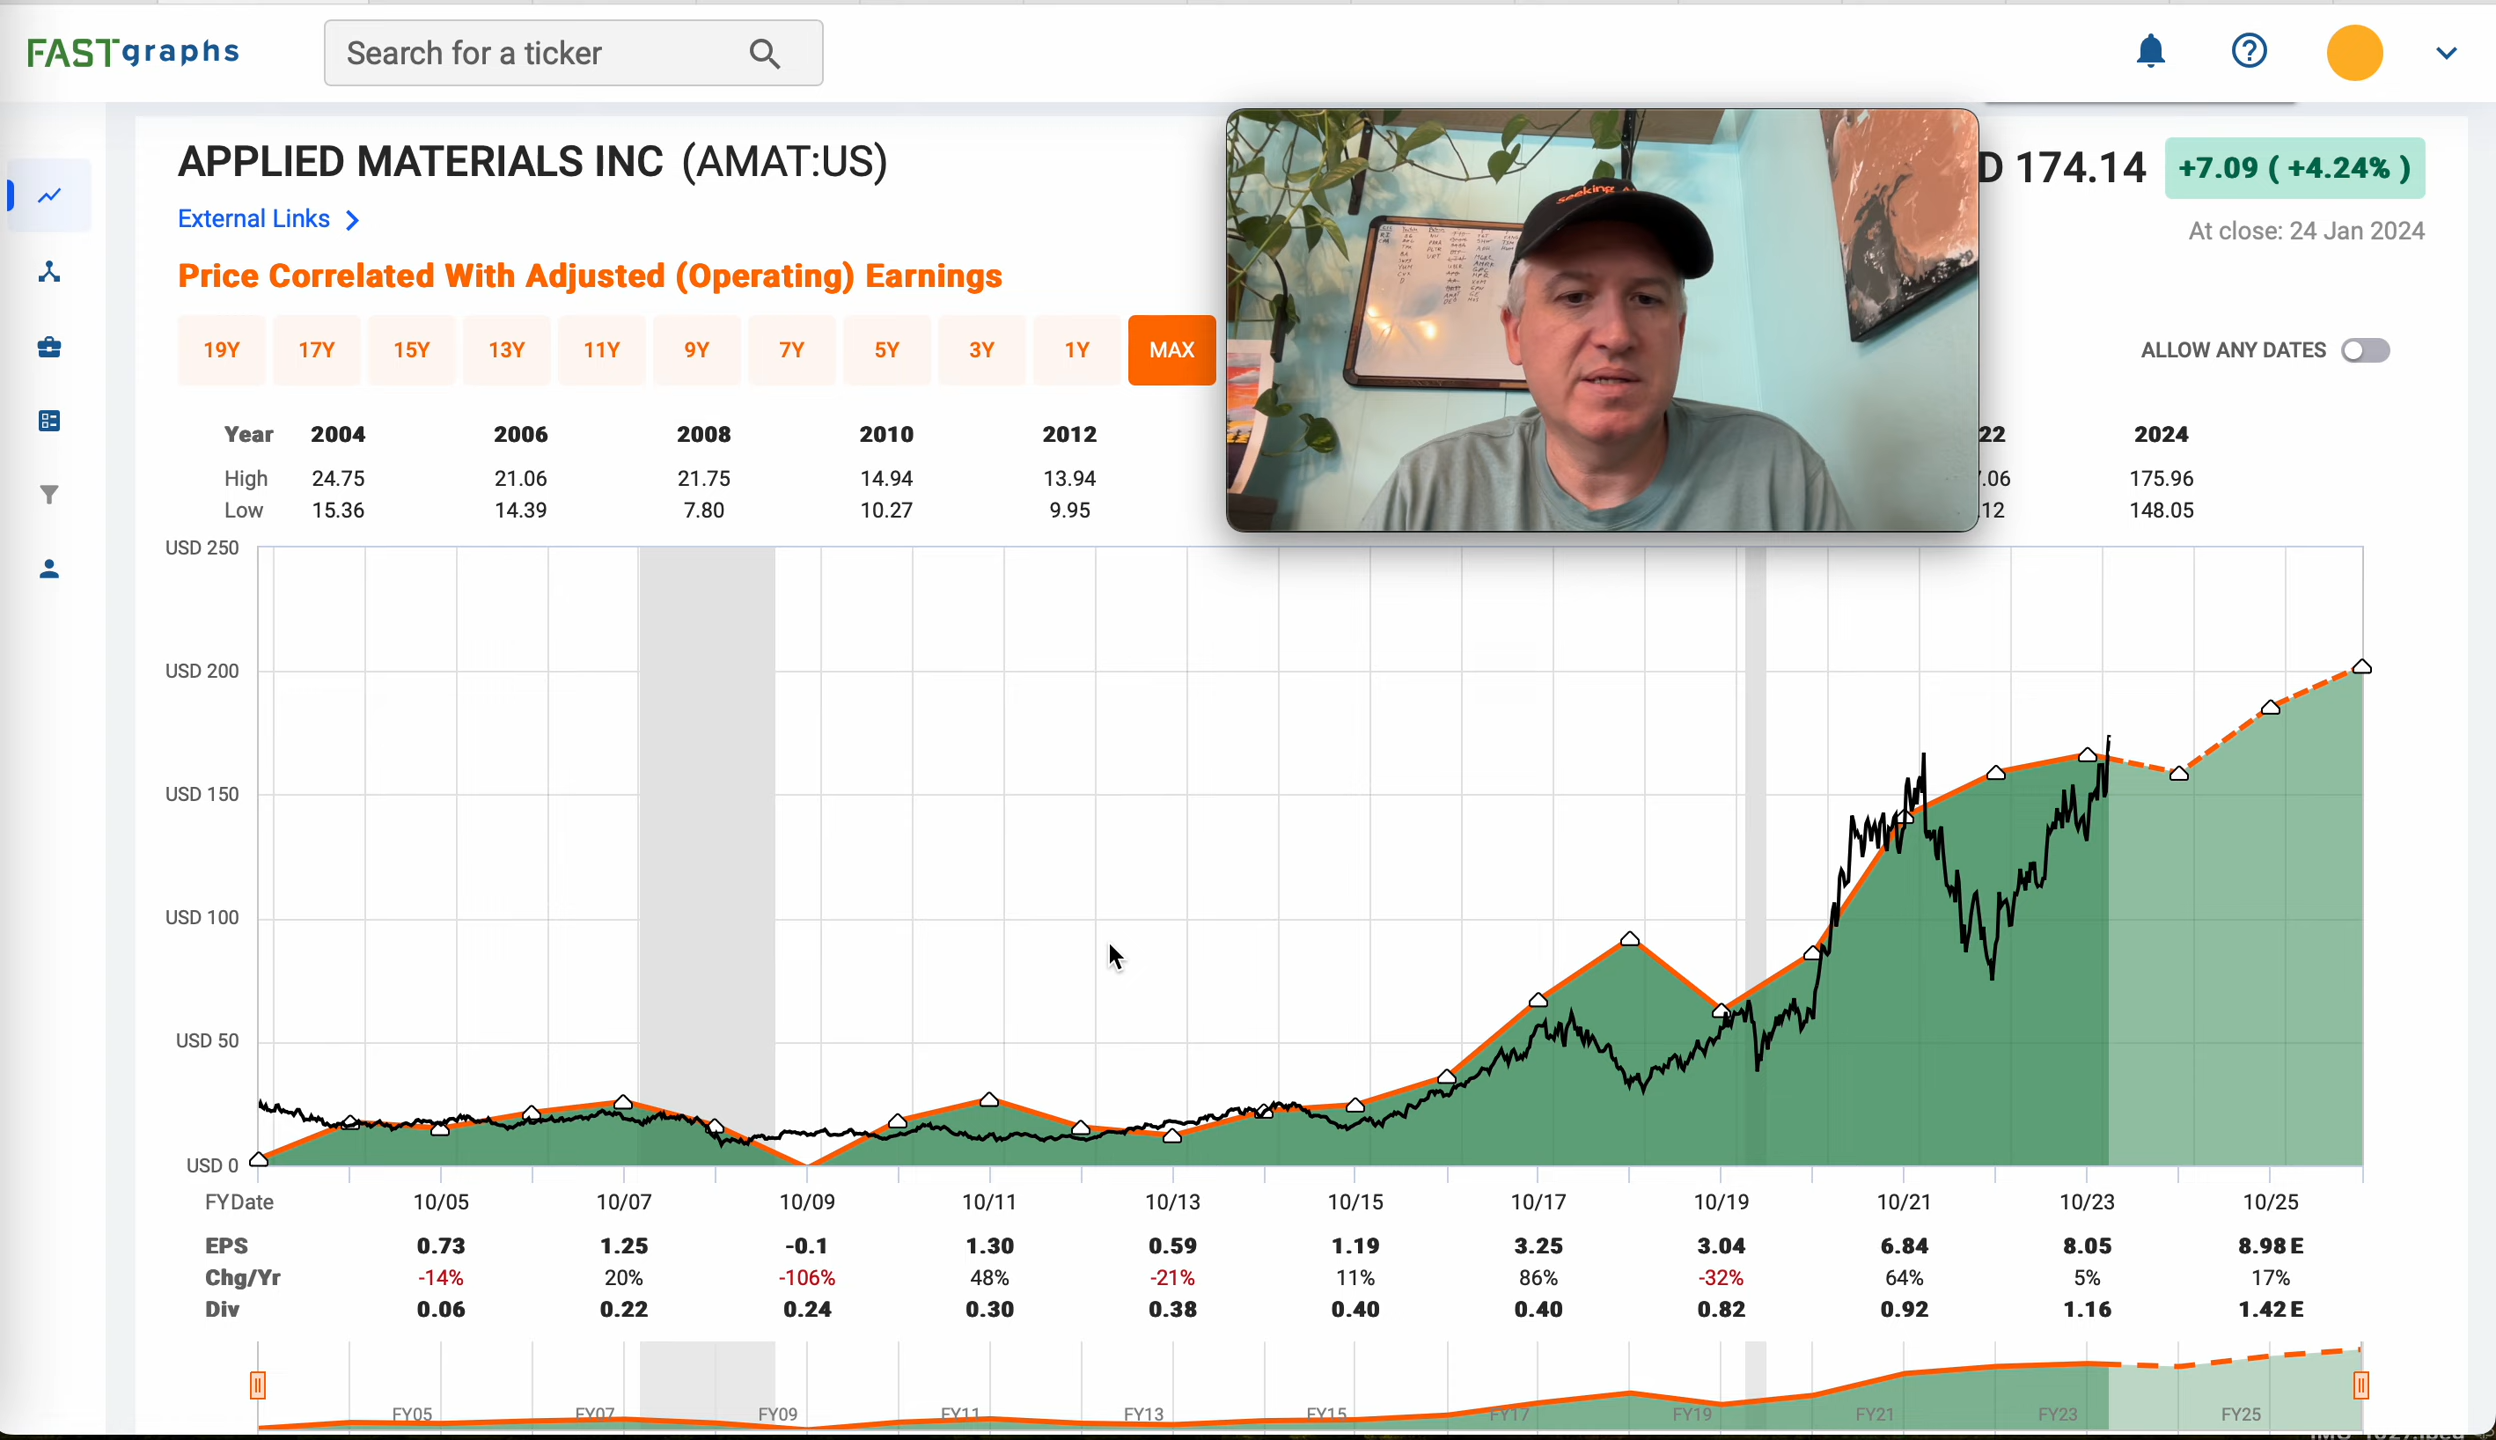 FASTgraphs
Search for a ticker
APPLIED MATERIALS INC (AMAT:US)
D 174.14
+7.09 ( +4.24% )
External Links
At close: 24 Jan 2024
Price Correlated With Adjusted (Operating) Earnings
19Y 17Y 15Y 13Y 11Y 9Y 7Y 5Y 3Y 1Y MAX
ALLOW ANY DATES
Year 2004 2006 2008 2010 2012 22 2024
High 24.75 21.06 21.75 14.94 13.94 .06 175.96
Low 15.36 14.39 7.80 10.27 9.95 .12 148.05
Seeking
USD 250
USD 200
USD 150
USD 100
USD 50
USD 0
FYDate 10/05 10/07 10/09 10/11 10/13 10/15 10/17 10/19 10/21 10/23 10/25
EPS 0.73 1.25 -0.1 1.30 0.59 1.19 3.25 3.04 6.84 8.05 8.98E
Chg/Yr -14% 20% -106% 48% -21% 11% 86% -32% 64% 5% 17%
Div 0.06 0.22 0.24 0.30 0.38 0.40 0.40 0.82 0.92 1.16 1.42E
FY05 FY07 FY09 FY11 FY13 FY15 FY17 FY19 FY21 FY23 FY25